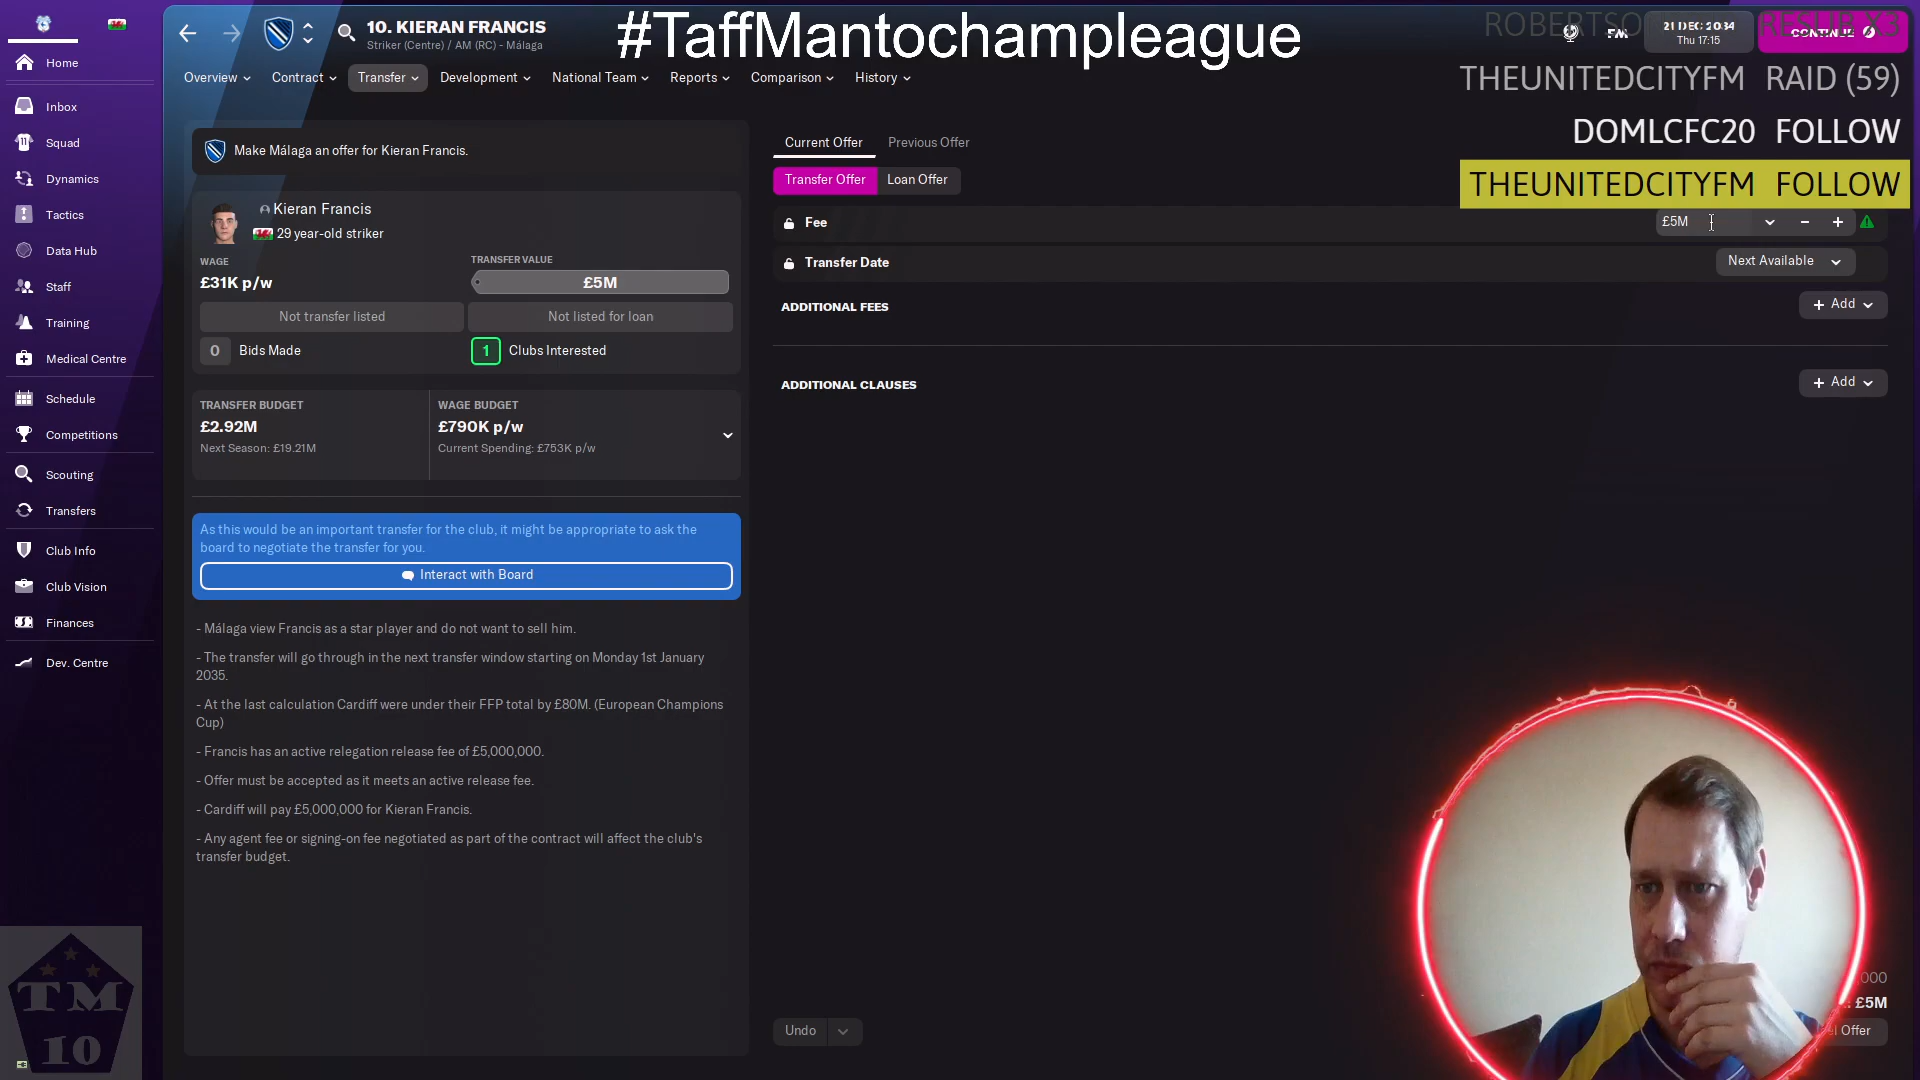 10. KIERAN FRANCIS
Striker (Centre) / AM (RC) - Málaga
#TaffMantochampleague
21 DEC 2034
Thu 17:15
CONTINUE
Overview
Contract
Transfer
Development
National Team
Reports
Comparison
History
THEUNITEDCITYFM RAID (59)
DOMLCFC20 FOLLOW
THEUNITEDCITYFM FOLLOW
Home
Inbox
Squad
Dynamics
Tactics
Data Hub
Staff
Training
Medical Centre
Schedule
Competitions
Scouting
Transfers
Club Info
Club Vision
Finances
Dev. Centre
TM
10
Make Málaga an offer for Kieran Francis.
Kieran Francis
29 year-old striker
WAGE
£31K p/w
TRANSFER VALUE
£5M
Not transfer listed
Not listed for loan
0 Bids Made
1 Clubs Interested
TRANSFER BUDGET
£2.92M
Next Season: £19.21M
WAGE BUDGET
£790K p/w
Current Spending: £753K p/w
As this would be an important transfer for the club, it might be appropriate to ask the
board to negotiate the transfer for you.
Interact with Board
- Málaga view Francis as a star player and do not want to sell him.
- The transfer will go through in the next transfer window starting on Monday 1st January
2035.
- At the last calculation Cardiff were under their FFP total by £80M. (European Champions
Cup)
- Francis has an active relegation release fee of £5,000,000.
- Offer must be accepted as it meets an active release fee.
- Cardiff will pay £5,000,000 for Kieran Francis.
- Any agent fee or signing-on fee negotiated as part of the contract will affect the club's
transfer budget.
Current Offer
Previous Offer
Transfer Offer
Loan Offer
Fee
£5M
Transfer Date
Next Available
ADDITIONAL FEES
+ Add
ADDITIONAL CLAUSES
+ Add
Undo
000
: £5M
Offer